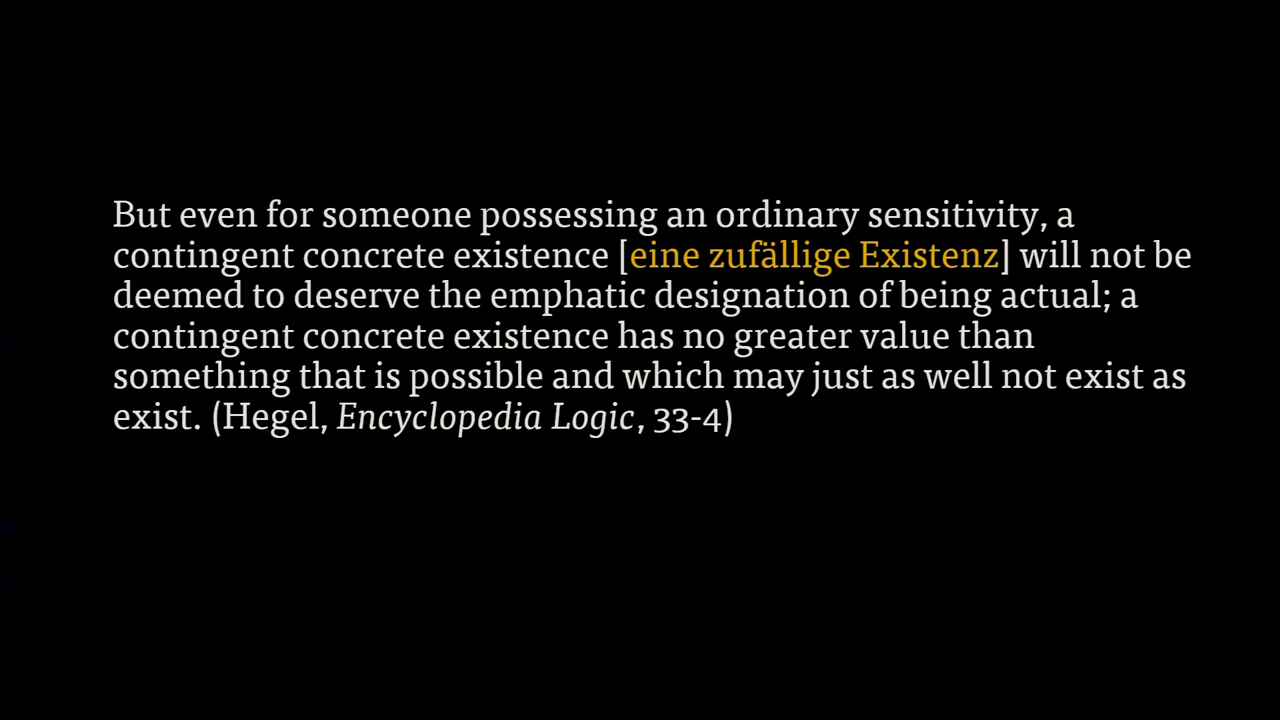 But even for someone possessing an ordinary sensitivity, a
contingent concrete existence [eine zufällige Existenz] will not be
deemed to deserve the emphatic designation of being actual; a
contingent concrete existence has no greater value than
something that is possible and which may just as well not exist as
exist. (Hegel, Encyclopedia Logic, 33-4)